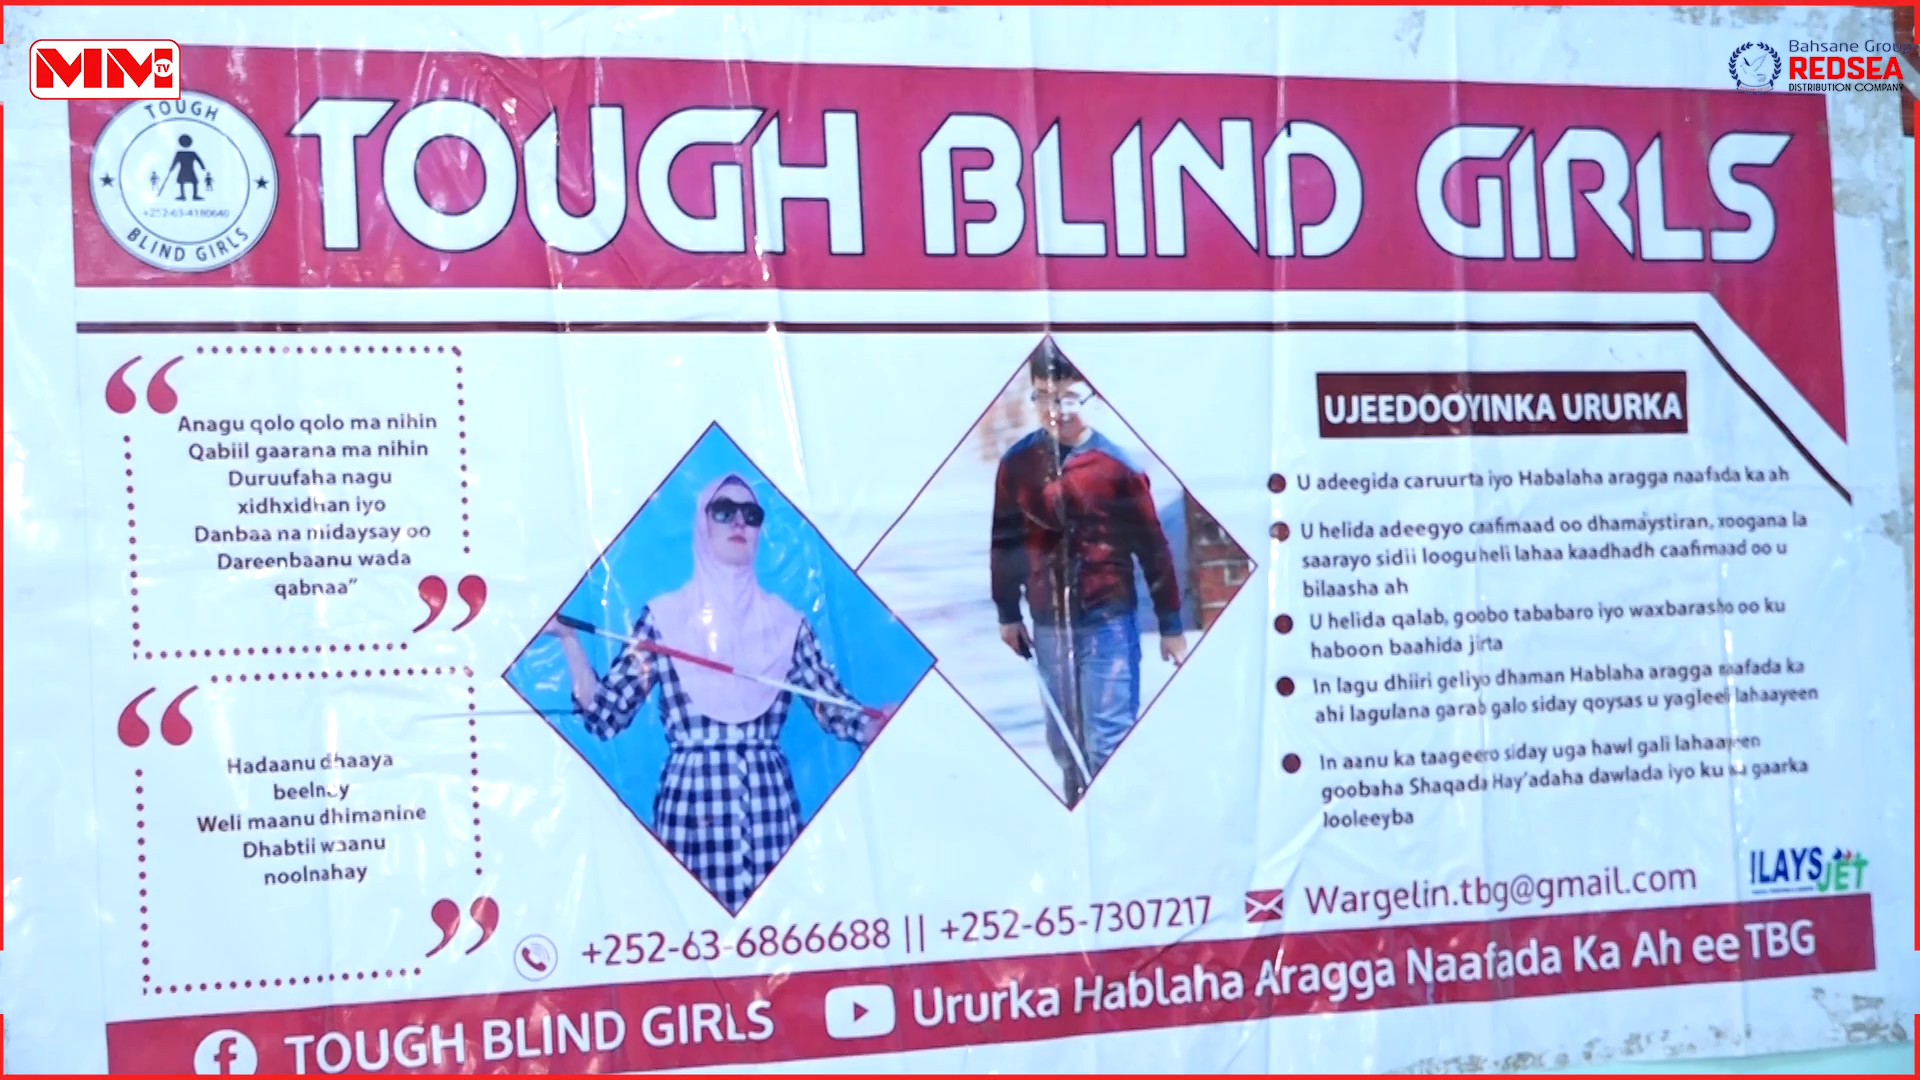 MM TV
Bahsane Group
REDSEA
DISTRIBUTION COMPANY
TOUGH
+252-63-4180640
BLIND GIRLS
TOUGH BLIND GIRLS
Anagu qolo qolo ma nihin
Qabiil gaarana ma nihin
Duruufaha nagu
xidhxidhan iyo
Danbaa na midaysay oo
Dareenbaanu wada
qabnaa”
Hadaanu dhaaya
beelnay
Weli maanu dhimanine
Dhabtii waanu
noolnahay
UJEEDOOYINKA URURKA
U adeegida caruurta iyo Habalaha aragga naafada ka ah
U helida adeegyo caafimaad oo dhamaystiran, xoogana la
saarayo sidii looguheli lahaa kaadhadh caafimaad oo u
bilaasha ah
U helida qalab, goobo tababaro iyo waxbarasho oo ku
haboon baahida jirta
In lagu dhiiri geliyo dhaman Hablaha aragga naafada ka
ahi lagulana garab galo siday qoysas u yagleeli lahaayeen
In aanu ka taageero siday uga hawl gali lahaayeen
goobaha Shaqada Hay’adaha dawlada iyo ku ka gaarka
looleeyba
+252-63-6866688 || +252-65-7307217
Wargelin.tbg@gmail.com
ILAYS JET
TOUGH BLIND GIRLS
Ururka Hablaha Aragga Naafada Ka Ah ee TBG